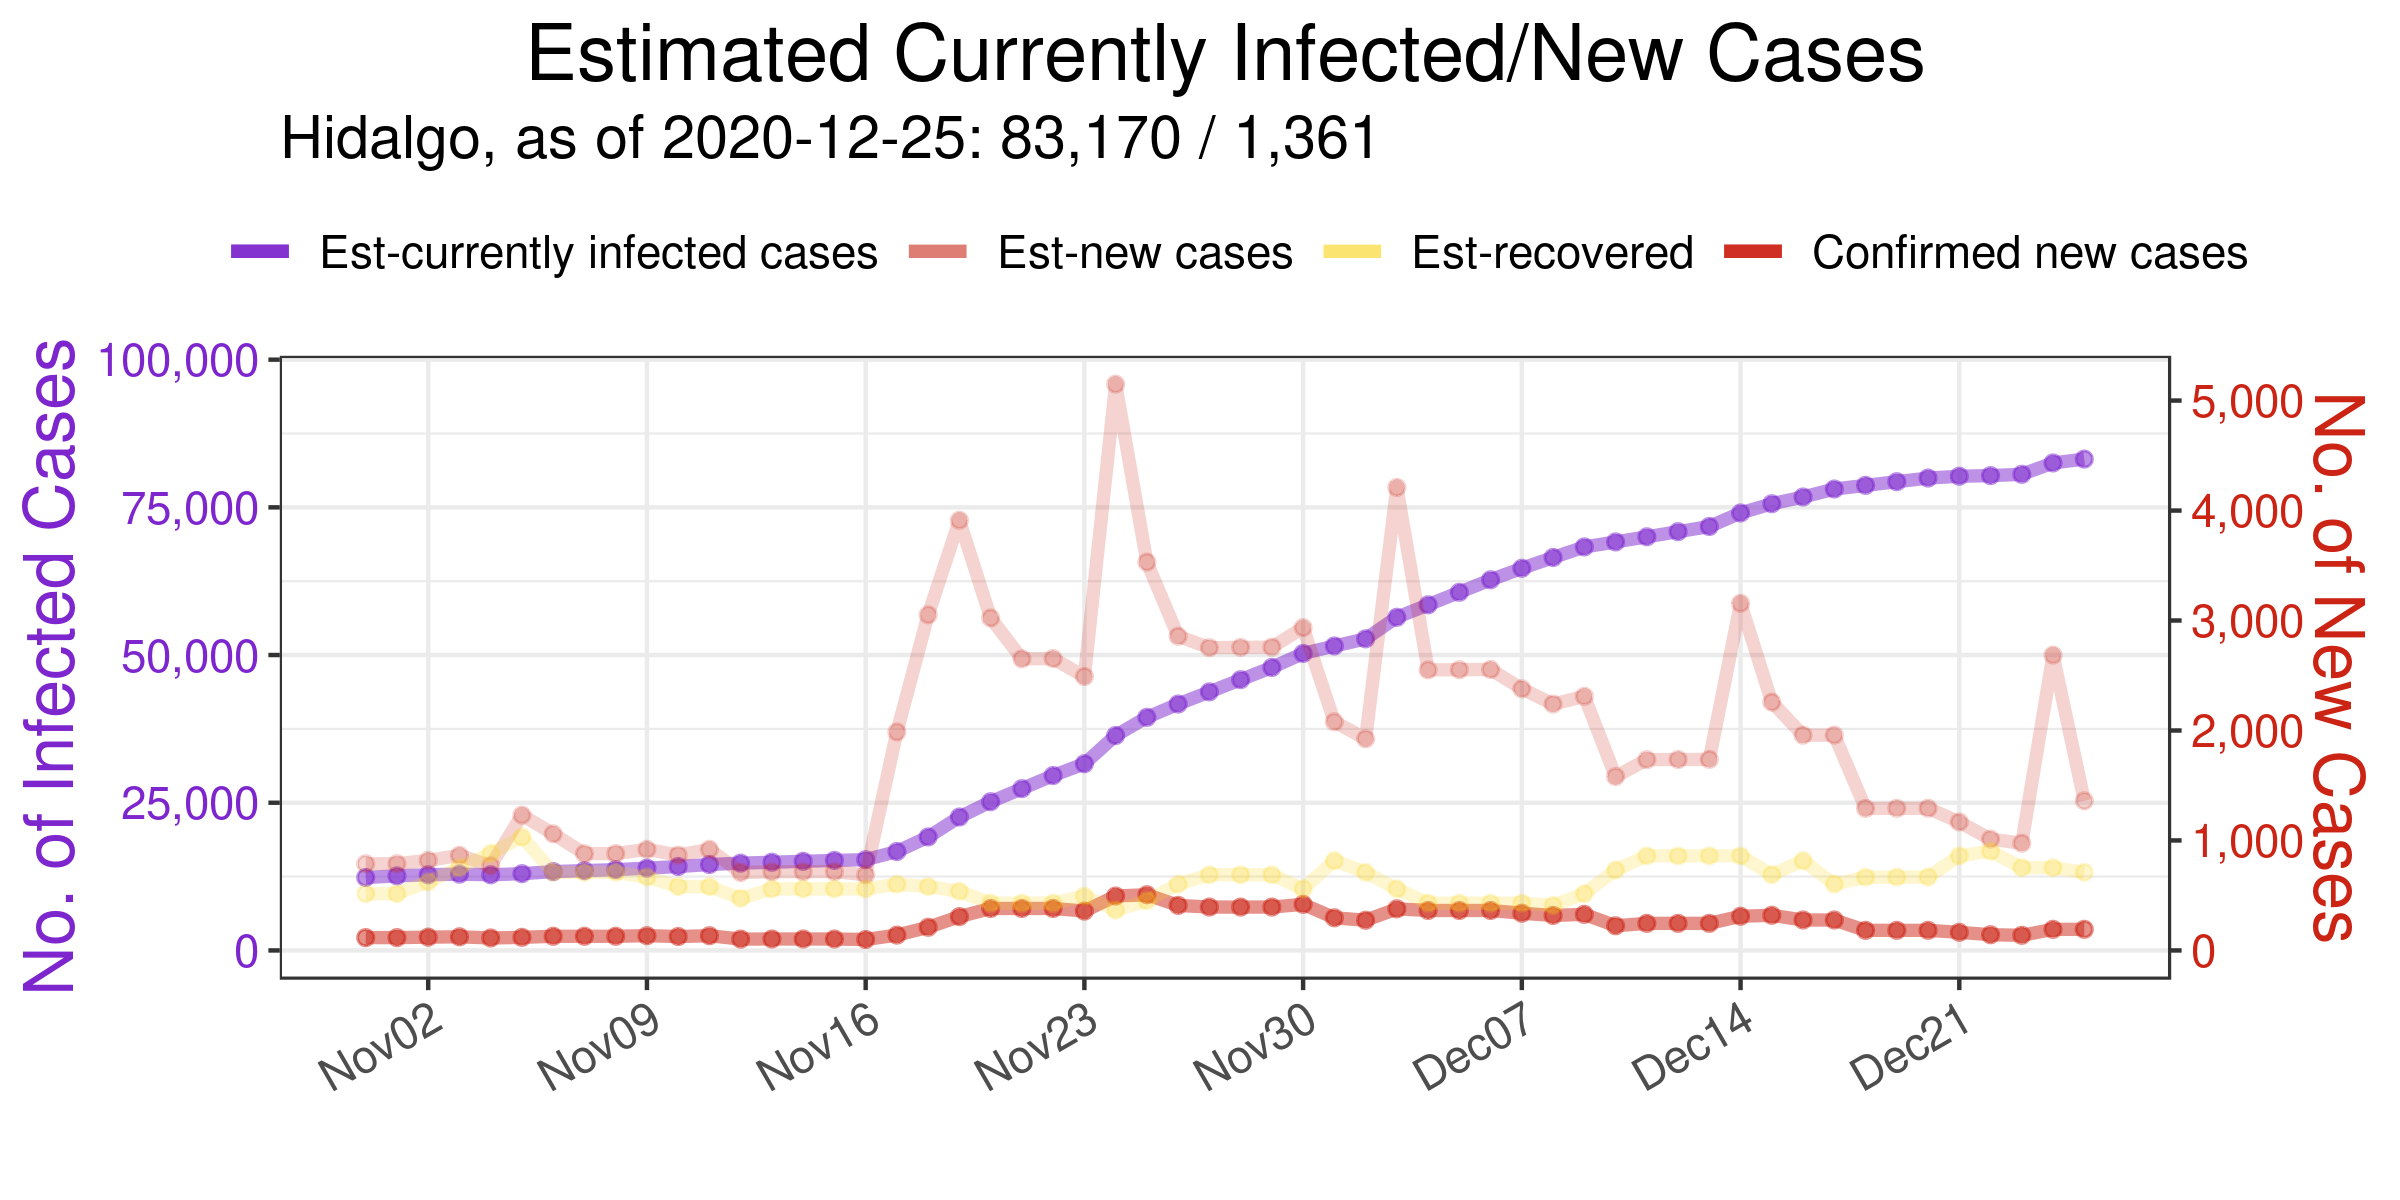 Estimated Currently Infected/New Cases
Hidalgo, as of 2020-12-25: 83,170 / 1,361
Est-currently infected cases Est-new cases Est-recovered Confirmed new cases
No. of Infected Cases
100,000
75,000
50,000
25,000
0
5,000
4,000
3,000
2,000
1,000
0
No. of New Cases
Nov02 Nov09 Nov16 Nov23 Nov30 Dec07 Dec14 Dec21